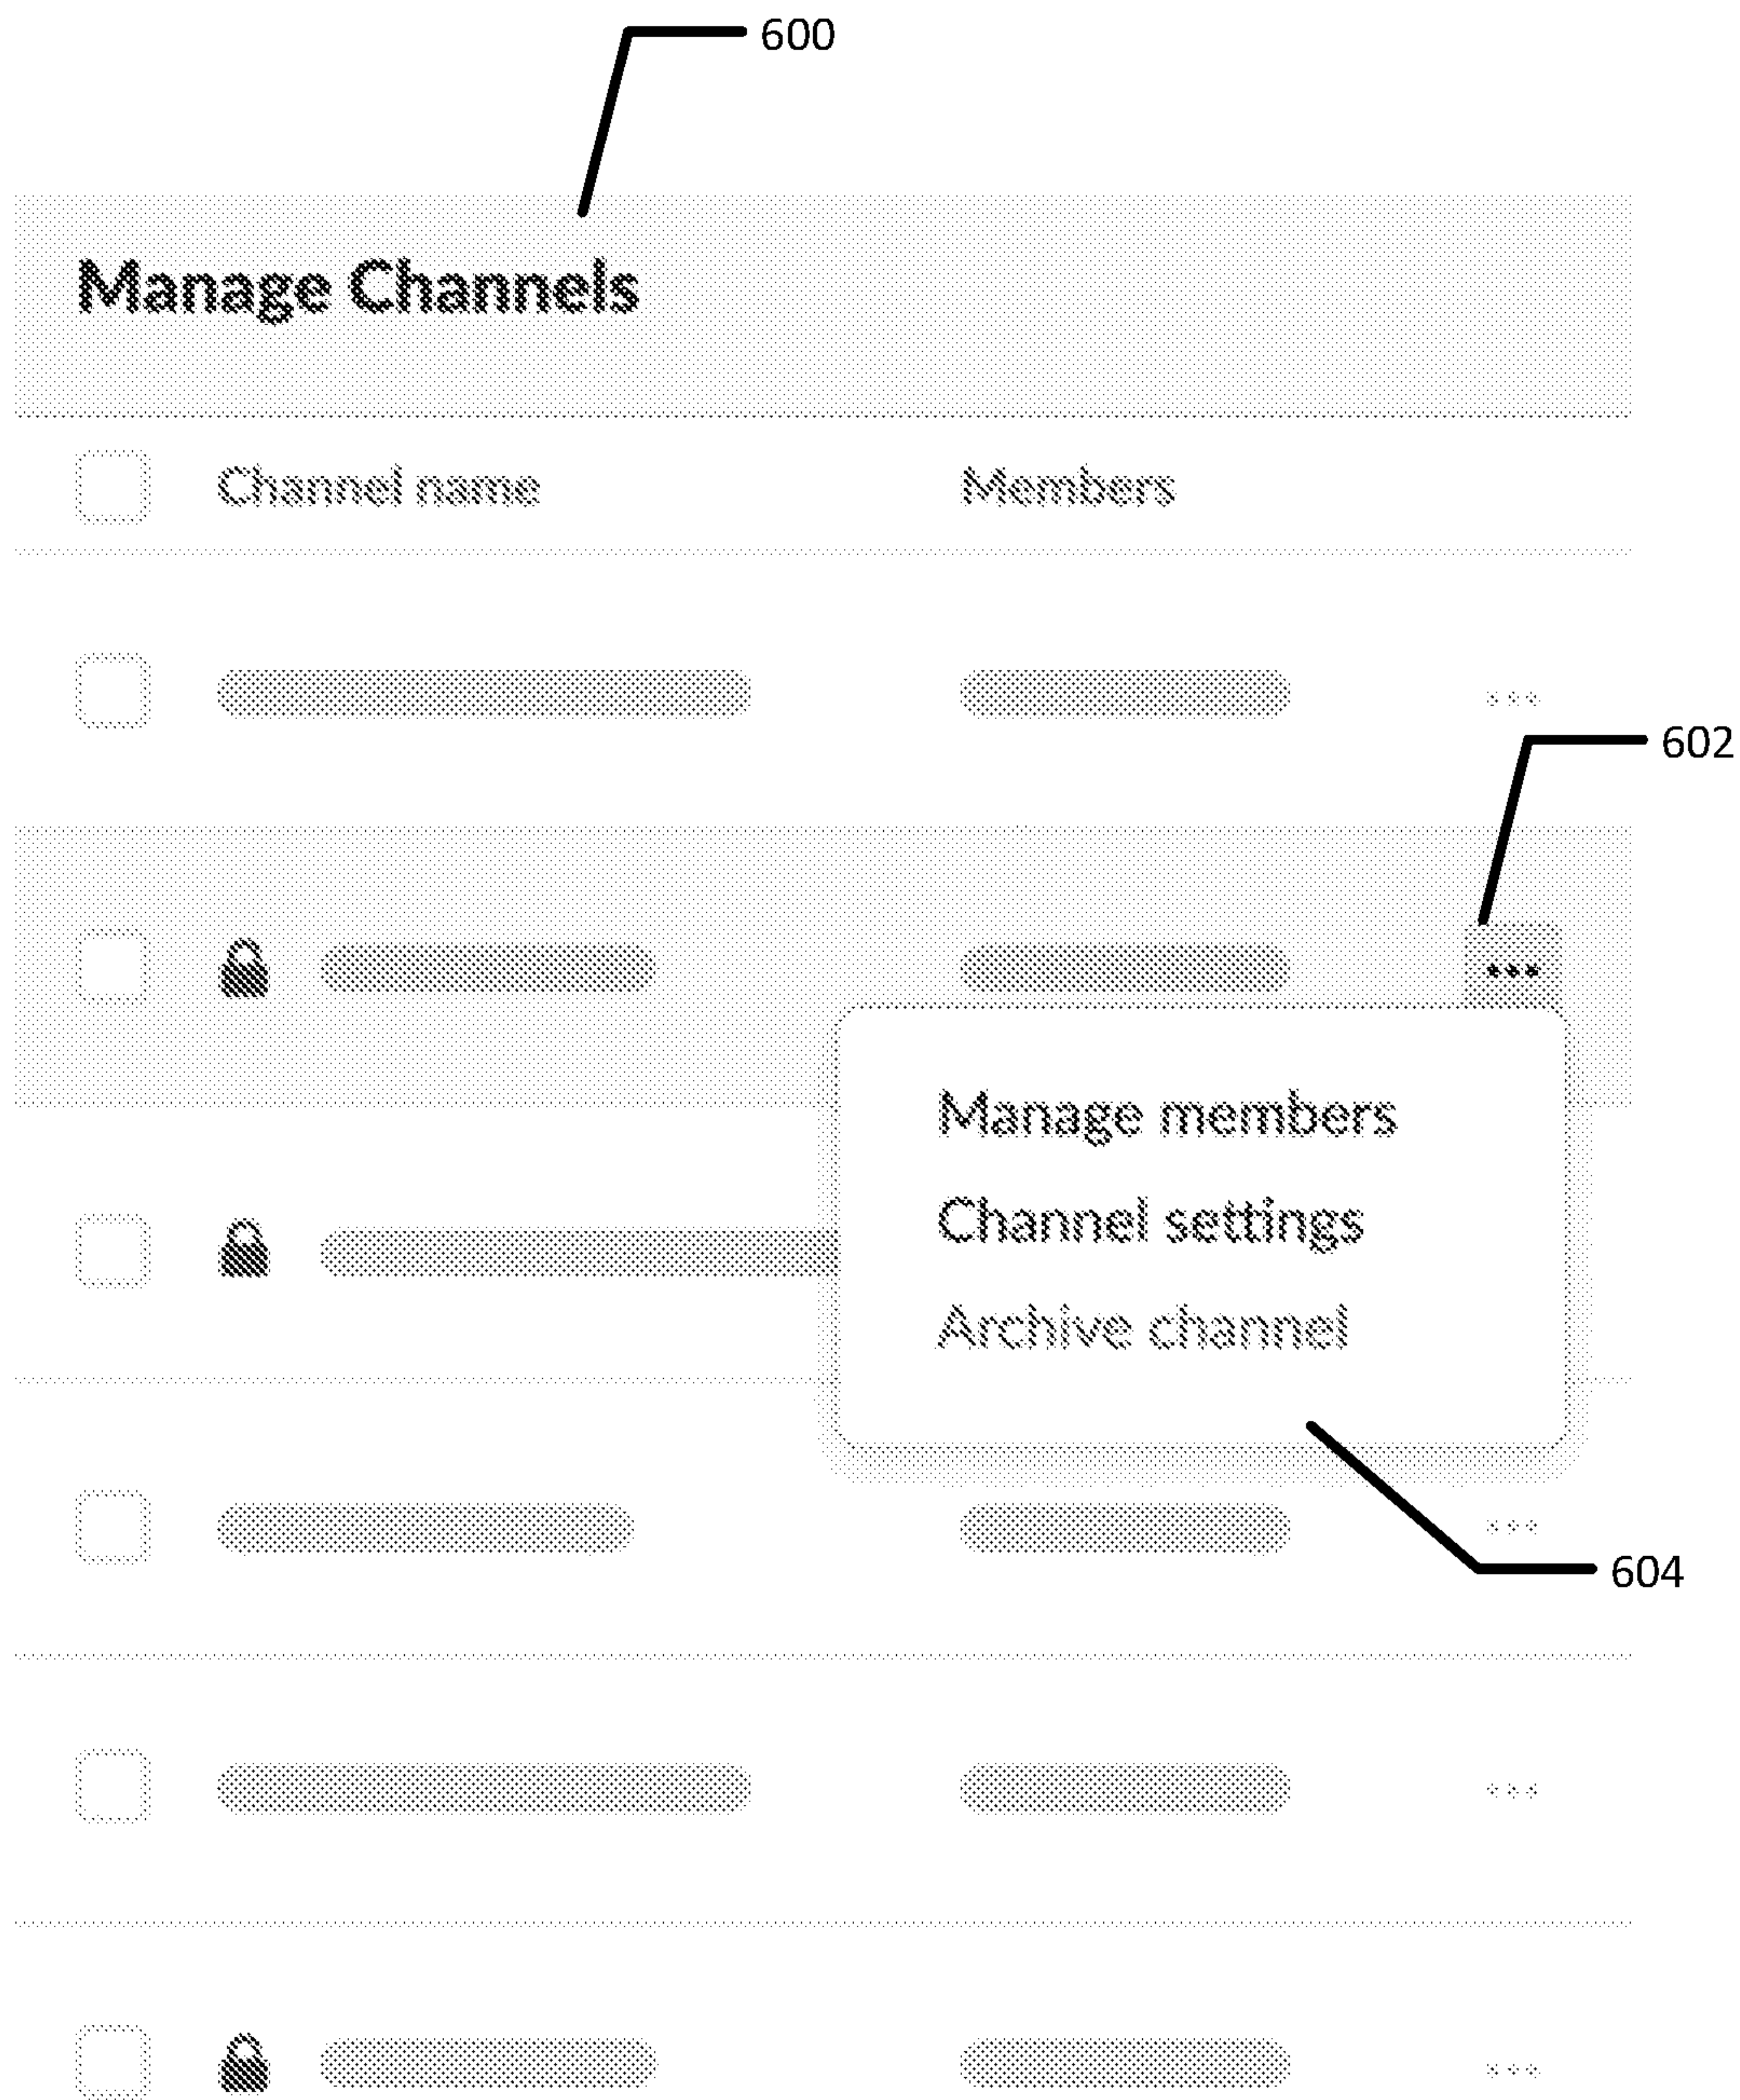 600
Manage Channels
Channel name Members
602
Manage members
Channel settings
Archive channel
604